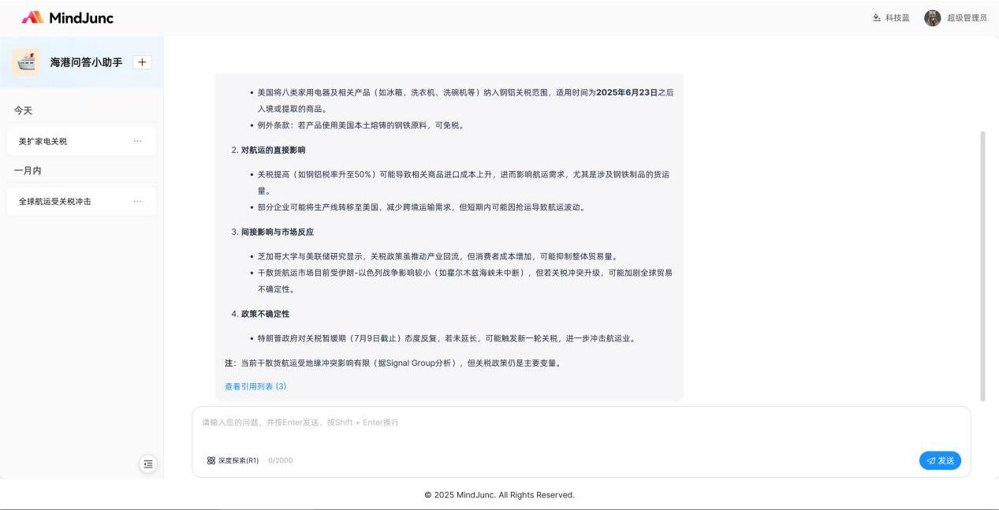 MindJunc
科技蓝
超级管理员
海港问答小助手
今天
美扩家电关税
一月内
全球航运受关税冲击
• 美国将八类家用电器及相关产品（如冰箱、洗衣机、洗碗机等）纳入钢铝关税范围，适用时间为2025年6月23日之后
入境或提取的商品。
• 例外条款：若产品使用美国本土熔铸的钢铁原料，可免税。
2. 对航运的直接影响
• 关税提高（如钢铝税率升至50%）可能导致相关商品进口成本上升，进而影响航运需求，尤其是涉及钢铁制品的货运
量。
• 部分企业可能将生产线转移至美国，减少跨境运输需求，但短期内可能因抢运导致航运波动。
3. 间接影响与市场反应
• 芝加哥大学与美联储研究显示，关税政策虽推动产业回流，但消费者成本增加，可能抑制整体贸易量。
• 干散货航运市场目前受伊朗-以色列战争影响较小（如霍尔木兹海峡未中断），但若关税冲突升级，可能加剧全球贸易
不确定性。
4. 政策不确定性
• 特朗普政府对关税暂缓期（7月9日截止）态度反复，若未延长，可能触发新一轮关税，进一步冲击航运业。
注：当前干散货航运受地缘冲突影响有限（据Signal Group分析），但关税政策仍是主要变量。
查看引用列表 (3)
请输入您的问题，并按Enter发送，按Shift + Enter换行
深度探索(R1)
0/2000
发送
© 2025 MindJunc. All Rights Reserved.